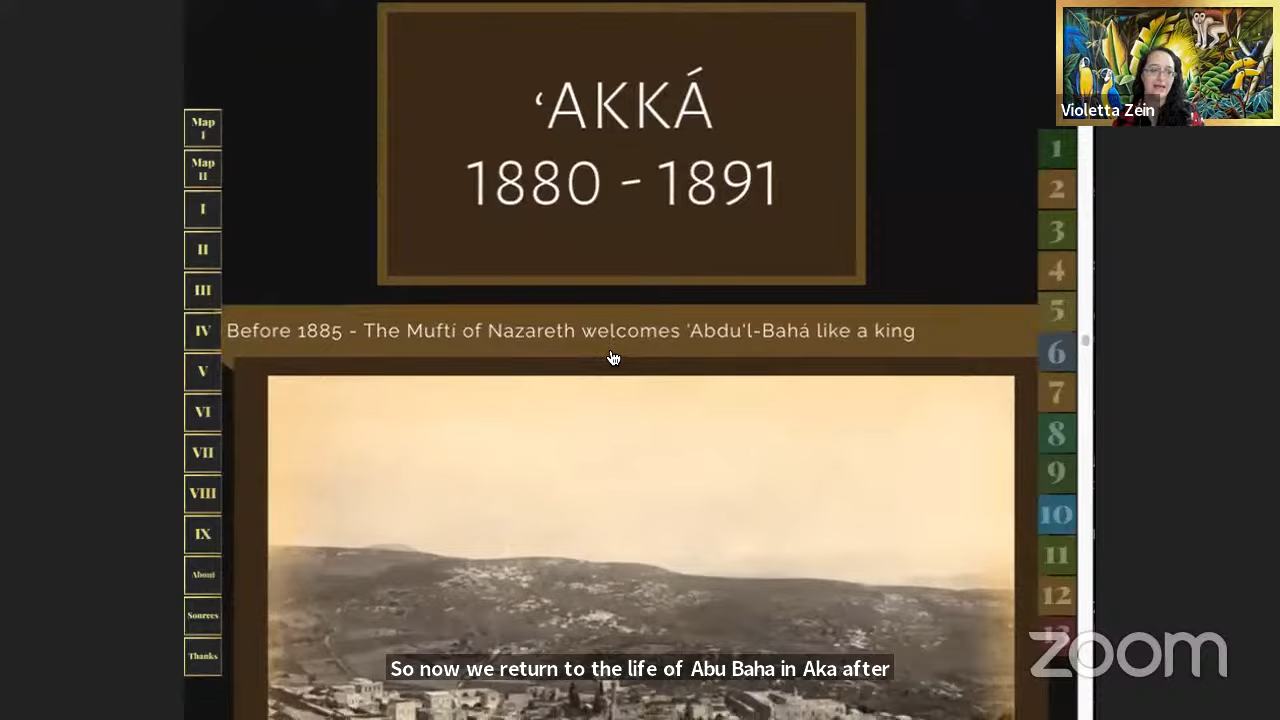 ‘AKKÁ
1880 - 1891
Violetta Zein
Map
I
Map
II
I
II
III
IV
V
VI
VII
VIII
IX
About
Sources
Thanks
Before 1885 - The Muftí of Nazareth welcomes 'Abdu'l-Bahá like a king
1
2
3
4
5
6
7
8
9
10
11
12
13
So now we return to the life of Abu Baha in Aka after
zoom